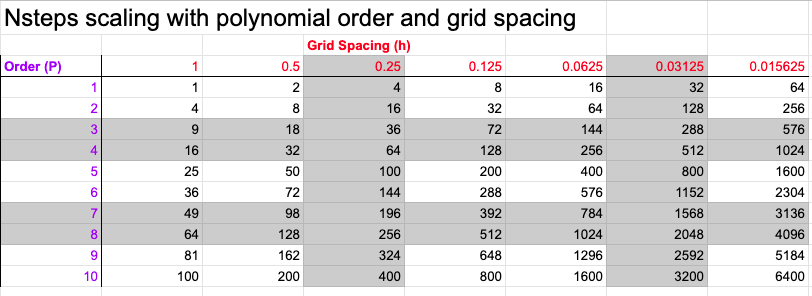 Nsteps scaling with polynomial order and grid spacing
Grid Spacing (h)
Order (P) 1 0.5 0.25 0.125 0.0625 0.03125 0.015625
1 1 2 4 8 16 32 64
2 4 8 16 32 64 128 256
3 9 18 36 72 144 288 576
4 16 32 64 128 256 512 1024
5 25 50 100 200 400 800 1600
6 36 72 144 288 576 1152 2304
7 49 98 196 392 784 1568 3136
8 64 128 256 512 1024 2048 4096
9 81 162 324 648 1296 2592 5184
10 100 200 400 800 1600 3200 6400